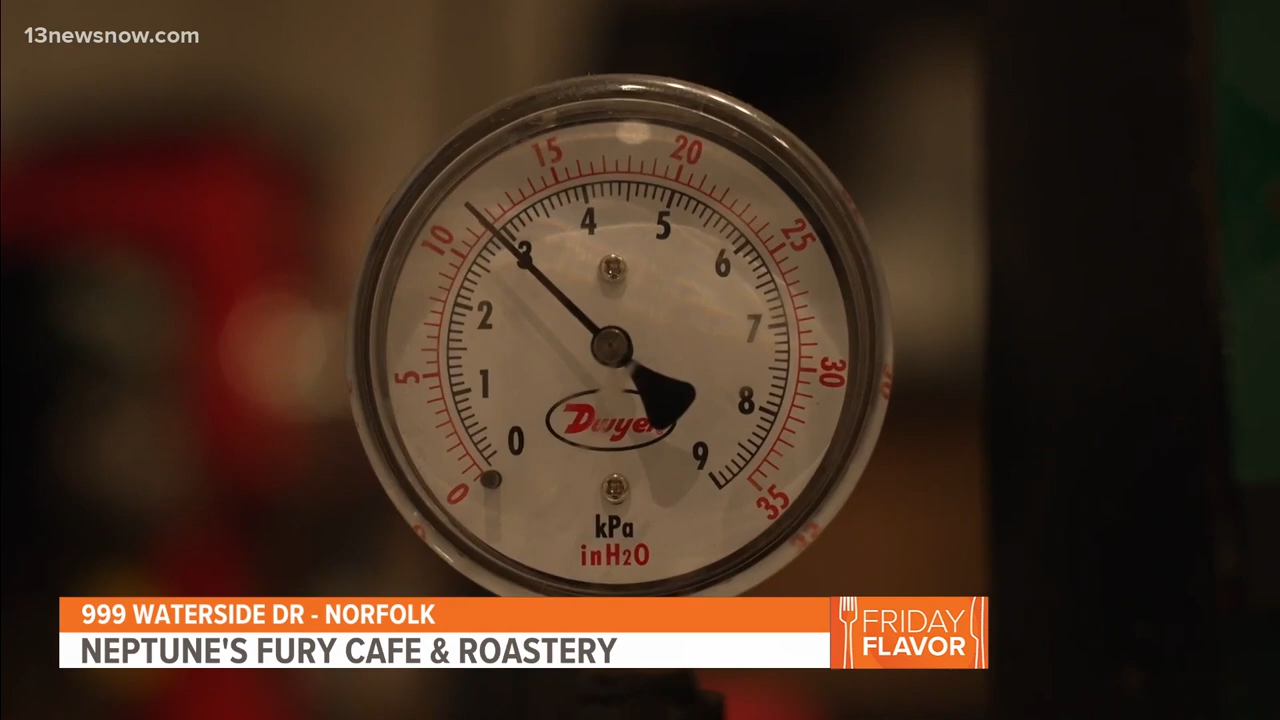 13newsnow.com
15 20
10 4 5 25
3 6
2 7
5 1 8 30
Dwyer
0 9
0 35
kPa
inH2O
999 WATERSIDE DR - NORFOLK
NEPTUNE'S FURY CAFE & ROASTERY
FRIDAY
FLAVOR